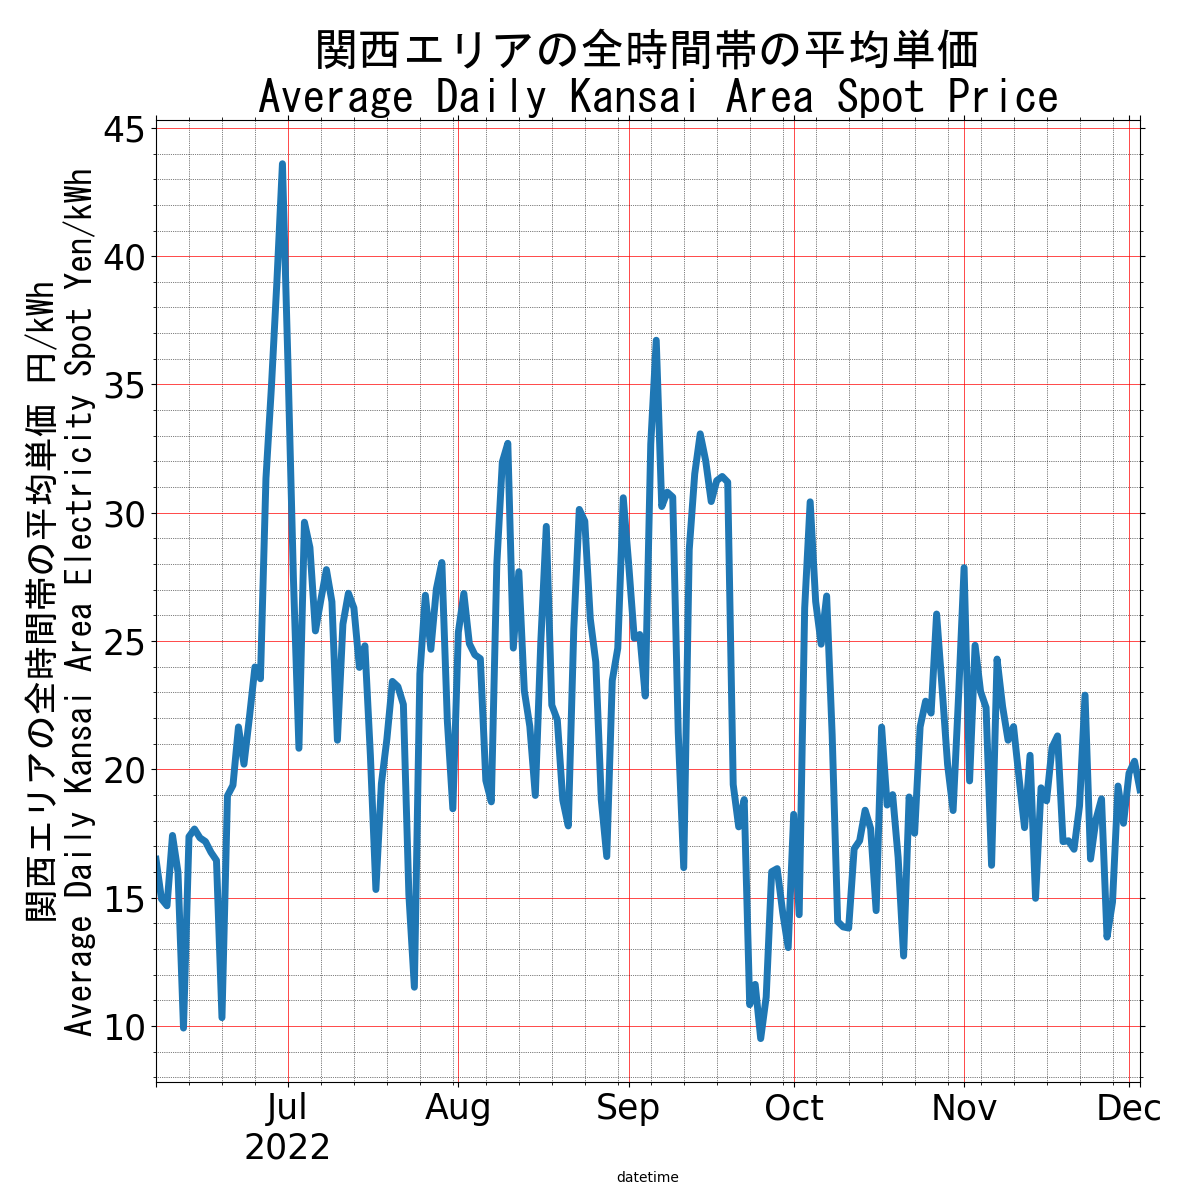 関西エリアの全時間帯の平均単価
Average Daily Kansai Area Spot Price
関西エリアの全時間帯の平均単価 円/kWh
Average Daily Kansai Area Electricity Spot Yen/kWh
45
40
35
30
25
20
15
10
Jul
2022
Aug
Sep
Oct
Nov
Dec
datetime